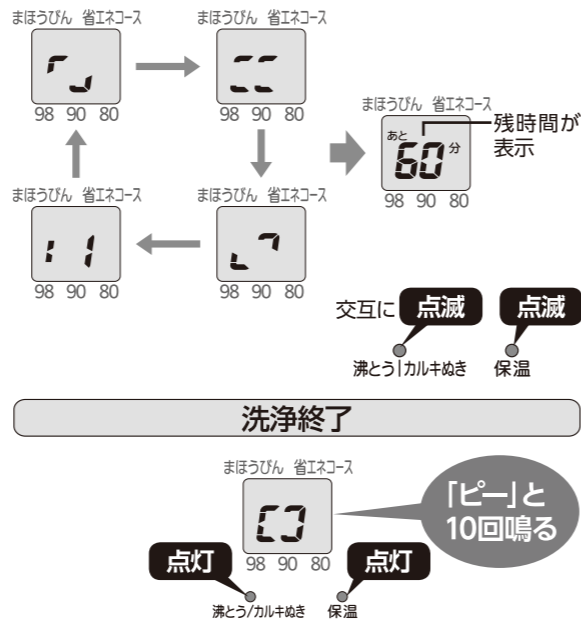 まほうびん 省エネコース
98 90 80
まほうびん 省エネコース
98 90 80
まほうびん 省エネコース
あと60分
98 90 80
残時間が
表示
まほうびん 省エネコース
98 90 80
まほうびん 省エネコース
98 90 80
交互に 点滅 点滅
沸とう|カルキぬき 保温
洗浄終了
まほうびん 省エネコース
98 90 80
「ピー」と
10回鳴る
点灯 点灯
沸とう/カルキぬき 保温